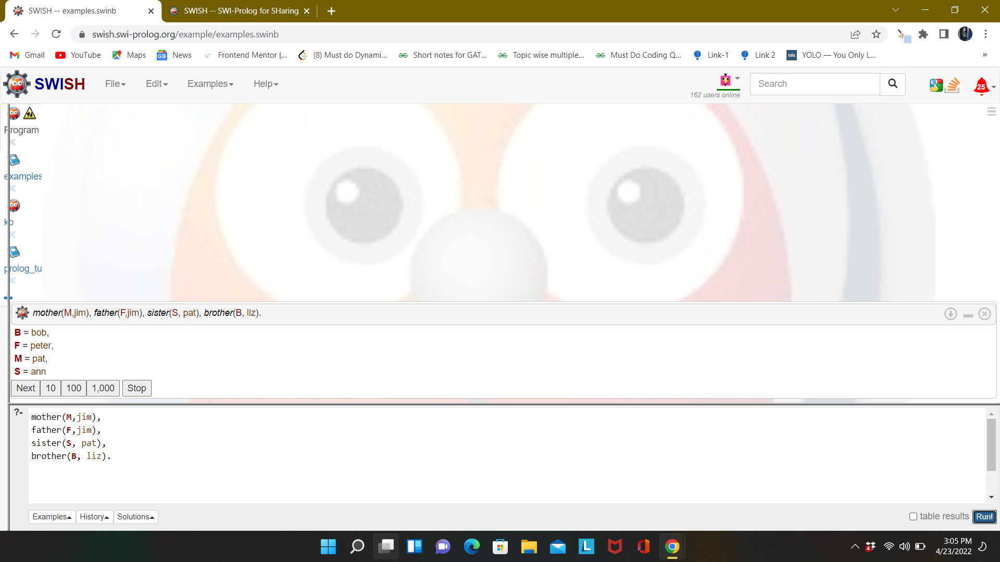 SWISH -- examples.swinb
SWISH -- SWI-Prolog for SHaring
swish.swi-prolog.org/example/examples.swinb
Gmail YouTube Maps News Frontend Mentor |... (8) Must do Dynami... Short notes for GAT... Topic wise multiple... Must Do Coding Q... Link-1 Link 2 tds YOLO — You Only L... »
SWISH File Edit Examples Help Search 25
162 users online
Program
examples
kb
prolog_tu
mother(M,jim), father(F,jim), sister(S, pat), brother(B, liz).
B = bob,
F = peter,
M = pat,
S = ann
Next 10 100 1,000 Stop
?-
mother(M,jim),
father(F,jim),
sister(S, pat),
brother(B, liz).
Examples History Solutions table results Run!
3:05 PM
4/23/2022